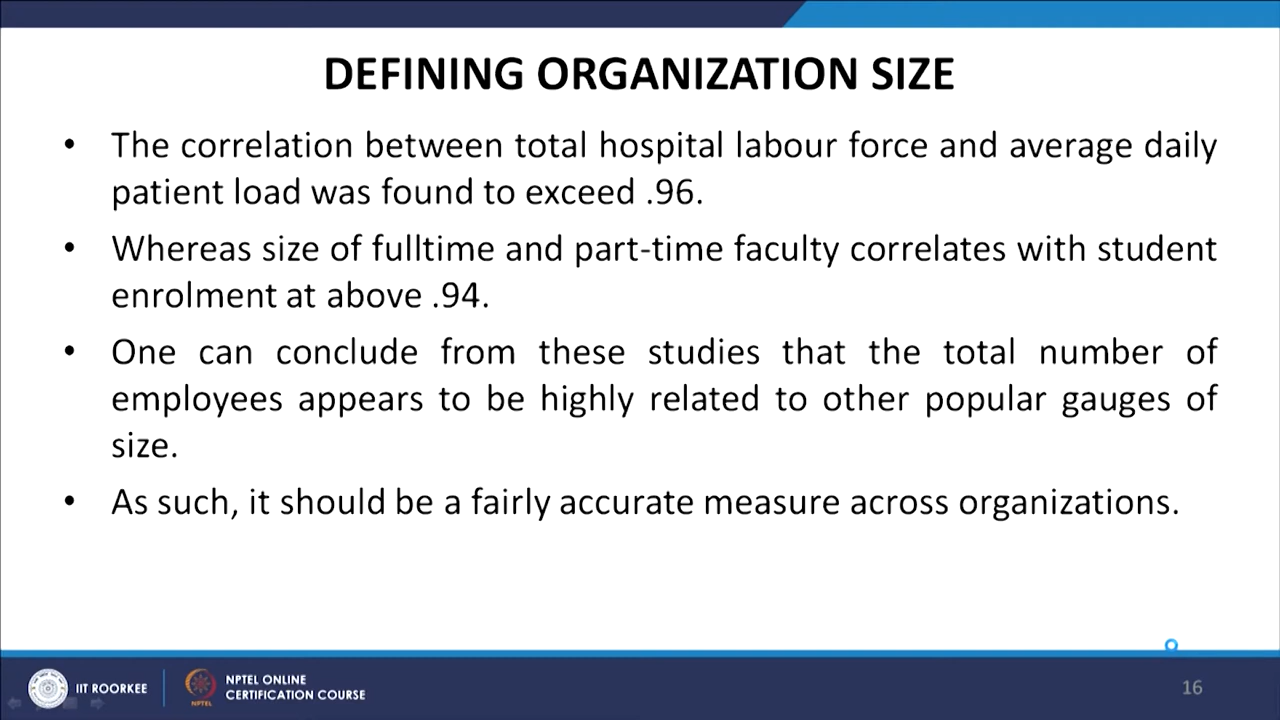 DEFINING ORGANIZATION SIZE
• The correlation between total hospital labour force and average daily
patient load was found to exceed .96.
• Whereas size of fulltime and part-time faculty correlates with student
enrolment at above .94.
• One can conclude from these studies that the total number of
employees appears to be highly related to other popular gauges of
size.
• As such, it should be a fairly accurate measure across organizations.
IIT ROORKEE
NPTEL
NPTEL ONLINE
CERTIFICATION COURSE
16